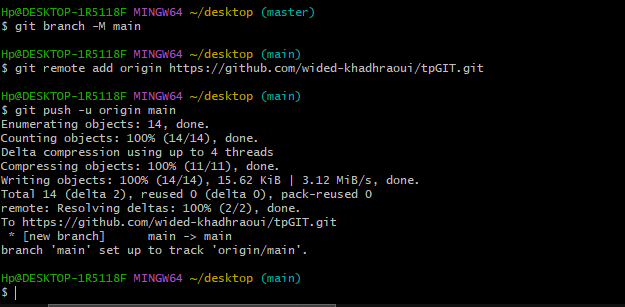 Hp@DESKTOP-1R5118F MINGW64 ~/desktop (master)
$ git branch -M main
Hp@DESKTOP-1R5118F MINGW64 ~/desktop (main)
$ git remote add origin https://github.com/wided-khadhraoui/tpGIT.git
Hp@DESKTOP-1R5118F MINGW64 ~/desktop (main)
$ git push -u origin main
Enumerating objects: 14, done.
Counting objects: 100% (14/14), done.
Delta compression using up to 4 threads
Compressing objects: 100% (11/11), done.
Writing objects: 100% (14/14), 15.62 KiB | 3.12 MiB/s, done.
Total 14 (delta 2), reused 0 (delta 0), pack-reused 0
remote: Resolving deltas: 100% (2/2), done.
To https://github.com/wided-khadhraoui/tpGIT.git
 * [new branch]      main -> main
branch 'main' set up to track 'origin/main'.
Hp@DESKTOP-1R5118F MINGW64 ~/desktop (main)
$